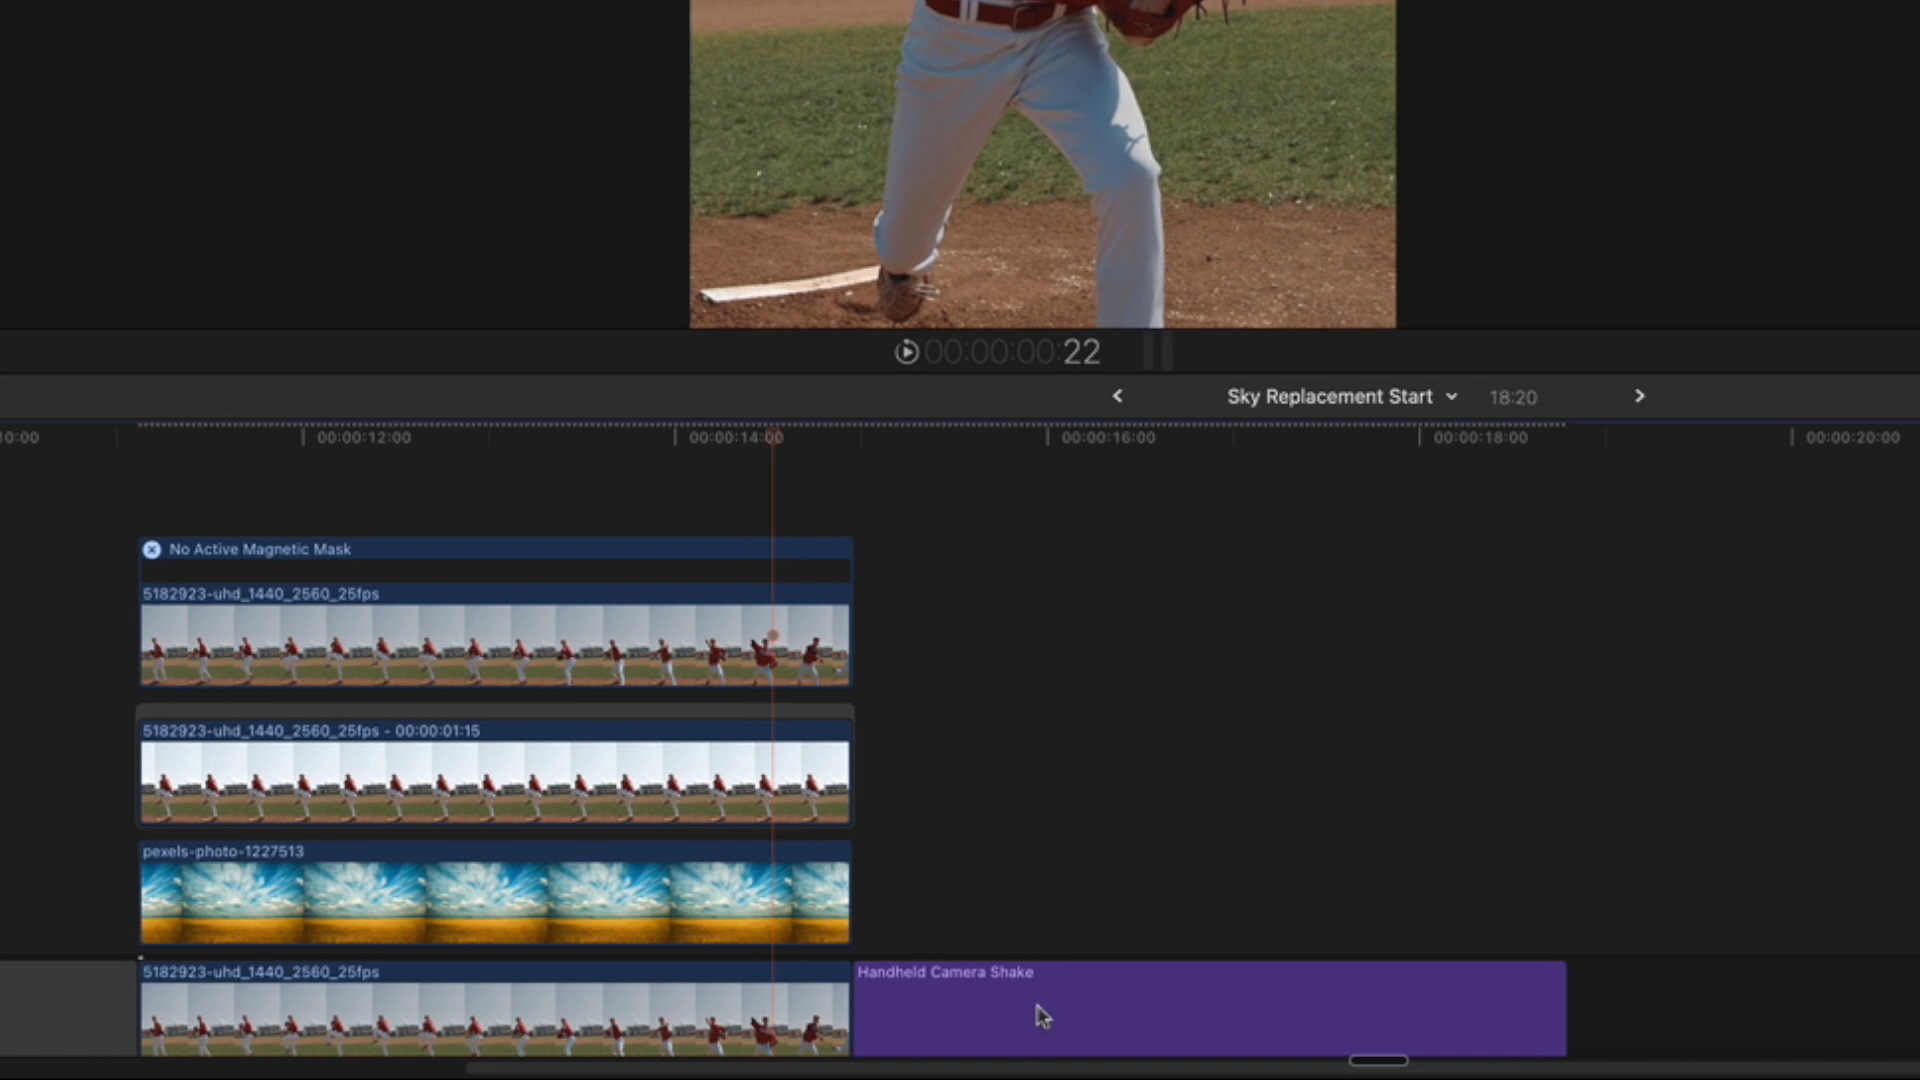 00:00:00:22
Sky Replacement Start
18:20
10:00
00:00:12:00
00:00:14:00
00:00:16:00
00:00:18:00
00:00:20:00
No Active Magnetic Mask
5182923-uhd_1440_2560_25fps
5182923-uhd_1440_2560_25fps - 00:00:01:15
pexels-photo-1227513
5182923-uhd_1440_2560_25fps
Handheld Camera Shake